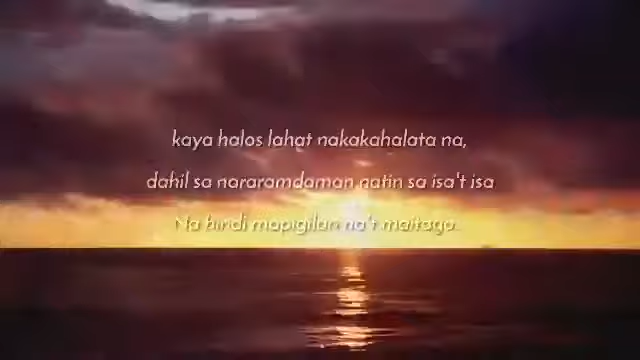 kaya halos lahat nakakahalata na,
dahil sa nararamdaman natin sa isa't isa
Na hindi mapigilan na't maitago.